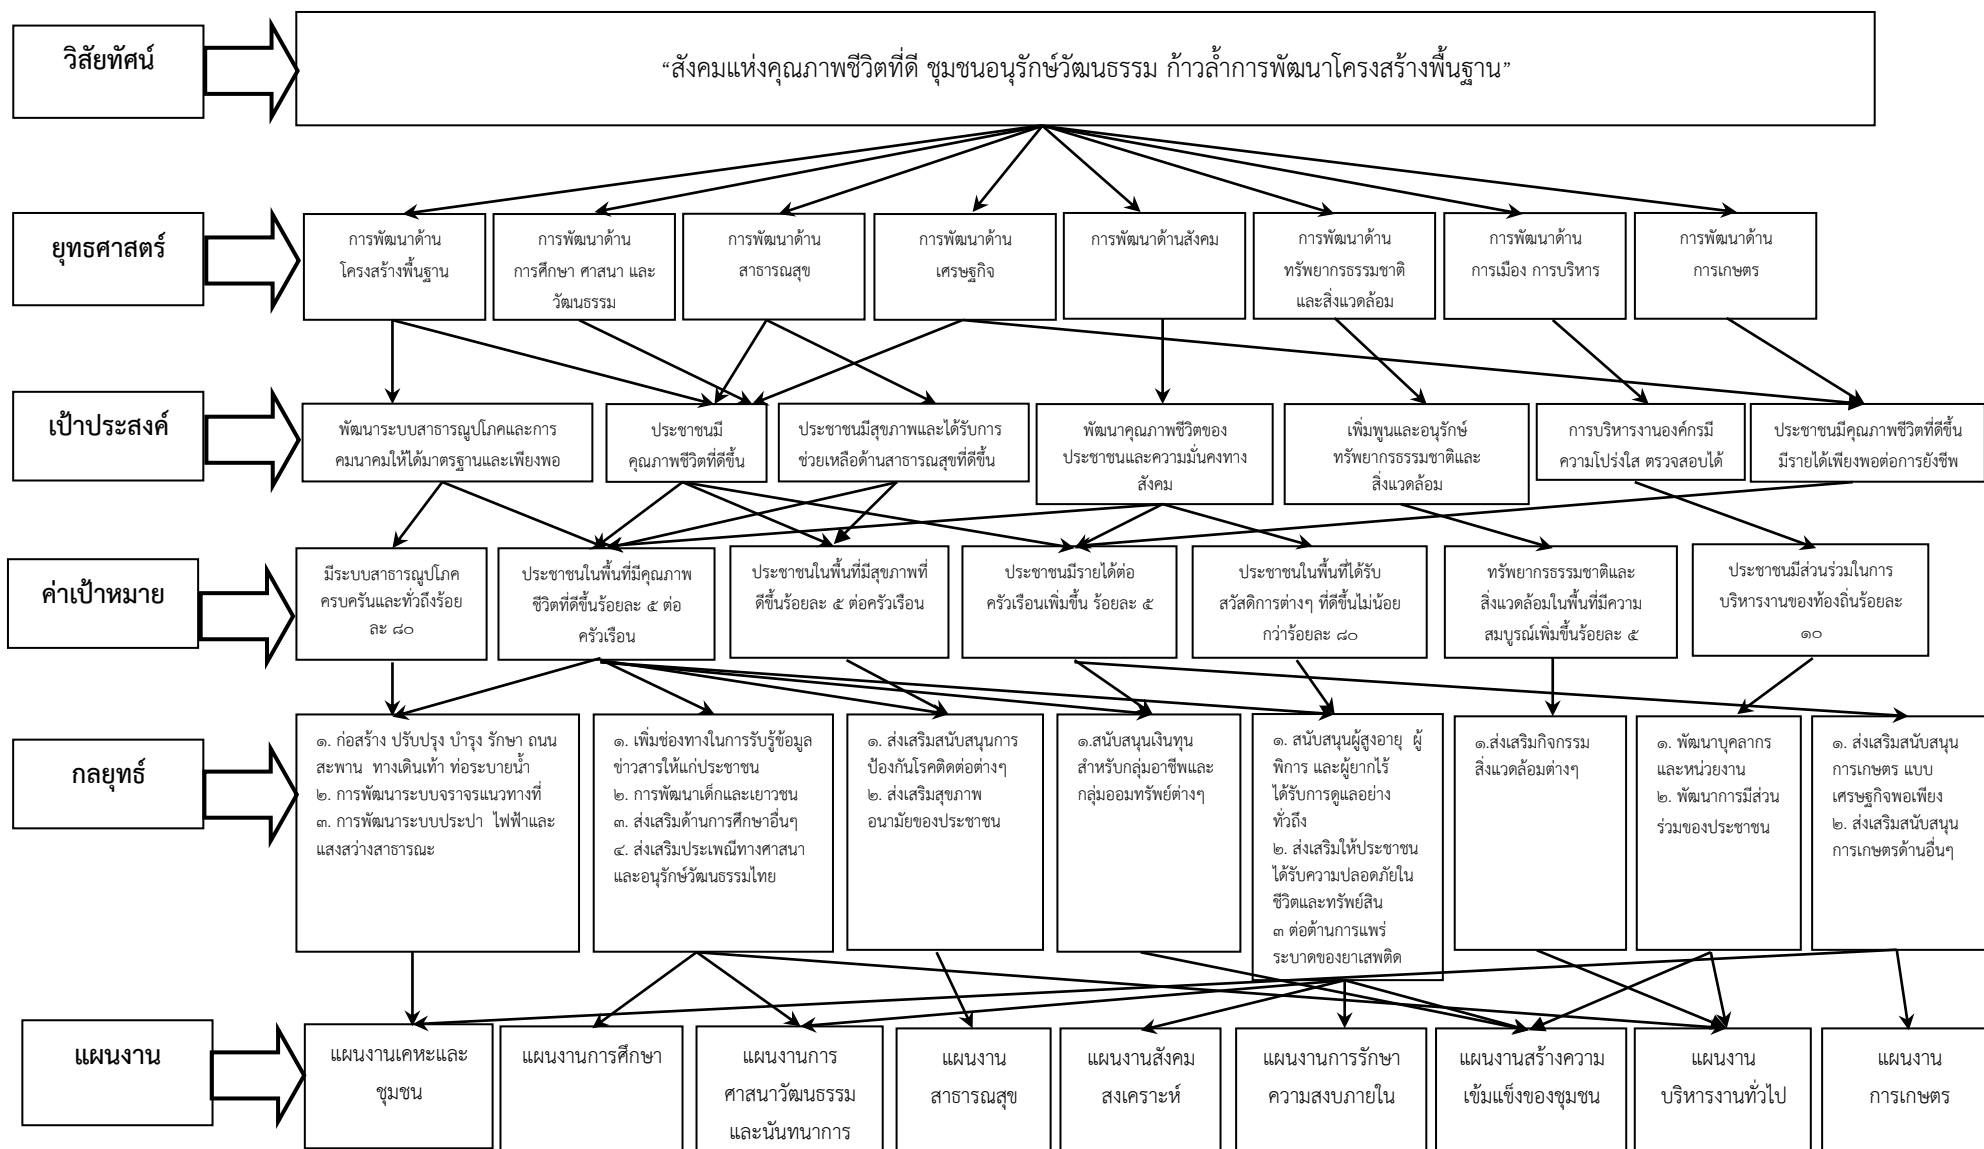 วิสัยทัศน์
“สังคมแห่งคุณภาพชีวิตที่ดี ชุมชนอนุรักษ์วัฒนธรรม ก้าวล้ำการพัฒนาโครงสร้างพื้นฐาน”
ยุทธศาสตร์
การพัฒนาด้าน
โครงสร้างพื้นฐาน
การพัฒนาด้าน
การศึกษา ศาสนา และ
วัฒนธรรม
การพัฒนาด้าน
สาธารณสุข
การพัฒนาด้าน
เศรษฐกิจ
การพัฒนาด้านสังคม
การพัฒนาด้าน
ทรัพยากรธรรมชาติ
และสิ่งแวดล้อม
การพัฒนาด้าน
การเมือง การบริหาร
การพัฒนาด้าน
การเกษตร
เป้าประสงค์
พัฒนาระบบสาธารณูปโภคและการ
คมนาคมให้ได้มาตรฐานและเพียงพอ
ประชาชนมี
คุณภาพชีวิตที่ดีขึ้น
ประชาชนมีสุขภาพและได้รับการ
ช่วยเหลือด้านสาธารณสุขที่ดีขึ้น
พัฒนาคุณภาพชีวิตของ
ประชาชนและความมั่นคงทาง
สังคม
เพิ่มพูนและอนุรักษ์
ทรัพยากรธรรมชาติและ
สิ่งแวดล้อม
การบริหารงานองค์กรมี
ความโปร่งใส ตรวจสอบได้
ประชาชนมีคุณภาพชีวิตที่ดีขึ้น
มีรายได้เพียงพอต่อการยังชีพ
ค่าเป้าหมาย
มีระบบสาธารณูปโภค
ครบครันและทั่วถึงร้อย
ละ ๘๐
ประชาชนในพื้นที่มีคุณภาพ
ชีวิตที่ดีขึ้นร้อยละ ๕ ต่อ
ครัวเรือน
ประชาชนในพื้นที่มีสุขภาพที่
ดีขึ้นร้อยละ ๕ ต่อครัวเรือน
ประชาชนมีรายได้ต่อ
ครัวเรือนเพิ่มขึ้น ร้อยละ ๕
ประชาชนในพื้นที่ได้รับ
สวัสดิการต่างๆ ที่ดีขึ้นไม่น้อย
กว่าร้อยละ ๘๐
ทรัพยากรธรรมชาติและ
สิ่งแวดล้อมในพื้นที่มีความ
สมบูรณ์เพิ่มขึ้นร้อยละ ๕
ประชาชนมีส่วนร่วมในการ
บริหารงานของท้องถิ่นร้อยละ
๑๐
กลยุทธ์
๑. ก่อสร้าง ปรับปรุง บำรุง รักษา ถนน
สะพาน ทางเดินเท้า ท่อระบายน้ำ
๒. การพัฒนาระบบจราจรแนวทางที่
๓. การพัฒนาระบบประปา ไฟฟ้าและ
แสงสว่างสาธารณะ
๑. เพิ่มช่องทางในการรับรู้ข้อมูล
ข่าวสารให้แก่ประชาชน
๒. การพัฒนาเด็กและเยาวชน
๓. ส่งเสริมด้านการศึกษาอื่นๆ
๔. ส่งเสริมประเพณีทางศาสนา
และอนุรักษ์วัฒนธรรมไทย
๑. ส่งเสริมสนับสนุนการ
ป้องกันโรคติดต่อต่างๆ
๒. ส่งเสริมสุขภาพ
อนามัยของประชาชน
๑.สนับสนุนเงินทุน
สำหรับกลุ่มอาชีพและ
กลุ่มออมทรัพย์ต่างๆ
๑. สนับสนุนผู้สูงอายุ ผู้
พิการ และผู้ยากไร้
ได้รับการดูแลอย่าง
ทั่วถึง
๒. ส่งเสริมให้ประชาชน
ได้รับความปลอดภัยใน
ชีวิตและทรัพย์สิน
๓ ต่อต้านการแพร่
ระบาดของยาเสพติด
๑.ส่งเสริมกิจกรรม
สิ่งแวดล้อมต่างๆ
๑. พัฒนาบุคลากร
และหน่วยงาน
๒. พัฒนาการมีส่วน
ร่วมของประชาชน
๑. ส่งเสริมสนับสนุน
การเกษตร แบบ
เศรษฐกิจพอเพียง
๒. ส่งเสริมสนับสนุน
การเกษตรด้านอื่นๆ
แผนงาน
แผนงานเคหะและ
ชุมชน
แผนงานการศึกษา
แผนงานการ
ศาสนาวัฒนธรรม
และนันทนาการ
แผนงาน
สาธารณสุข
แผนงานสังคม
สงเคราะห์
แผนงานการรักษา
ความสงบภายใน
แผนงานสร้างความ
เข้มแข็งของชุมชน
แผนงาน
บริหารงานทั่วไป
แผนงาน
การเกษตร